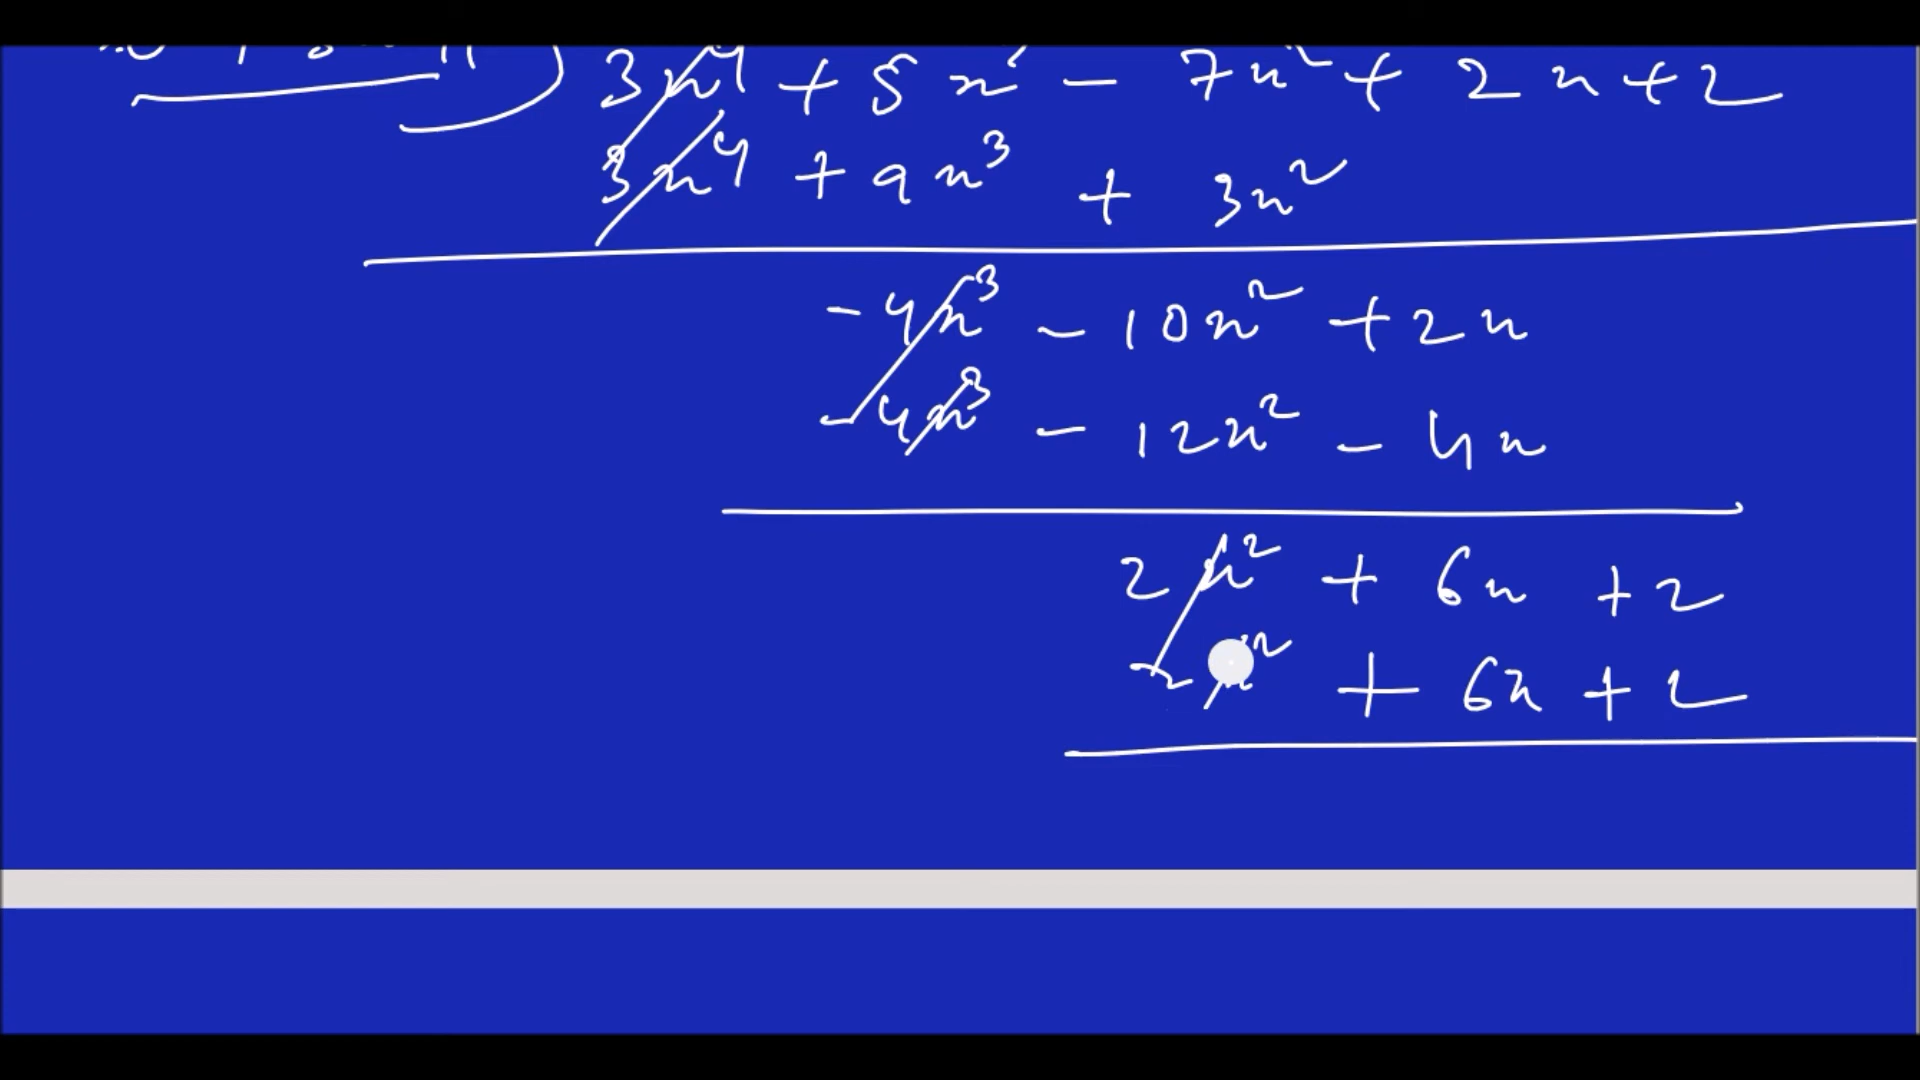 ) 3x⁴ + 5x³ - 7x² + 2x + 2
3x⁴ + 9x³ + 3x²
- 4x³ - 10x² + 2x
- 4x³ - 12x² - 4x
2x² + 6x + 2
2x² + 6x + 2